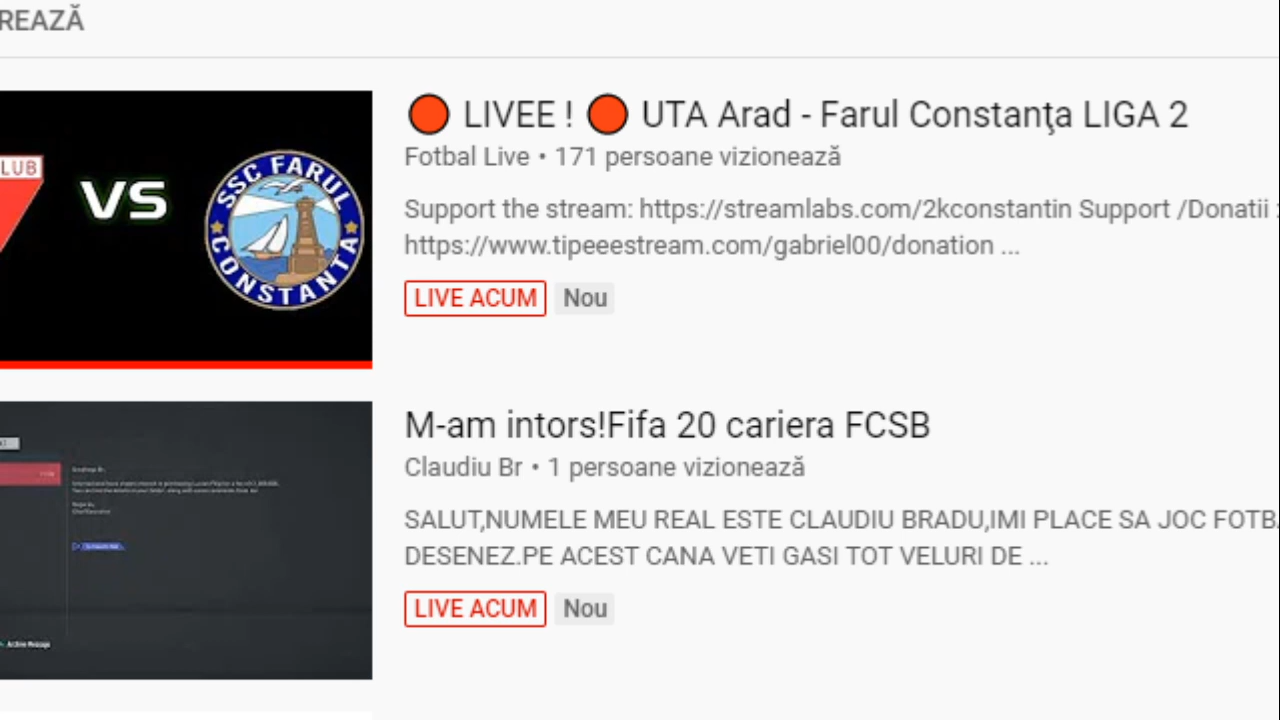 REAZĂ
🔴 LIVEE ! 🔴 UTA Arad - Farul Constanţa LIGA 2
Fotbal Live • 171 persoane vizionează
Support the stream: https://streamlabs.com/2kconstantin Support /Donatii
https://www.tipeeestream.com/gabriel00/donation ...
LIVE ACUM Nou
LUB
VS
SSC FARUL
CONSTANTA
M-am intors!Fifa 20 cariera FCSB
Claudiu Br • 1 persoane vizionează
SALUT,NUMELE MEU REAL ESTE CLAUDIU BRADU,IMI PLACE SA JOC FOTB
DESENEZ.PE ACEST CANA VETI GASI TOT VELURI DE ...
LIVE ACUM Nou
Archive Message